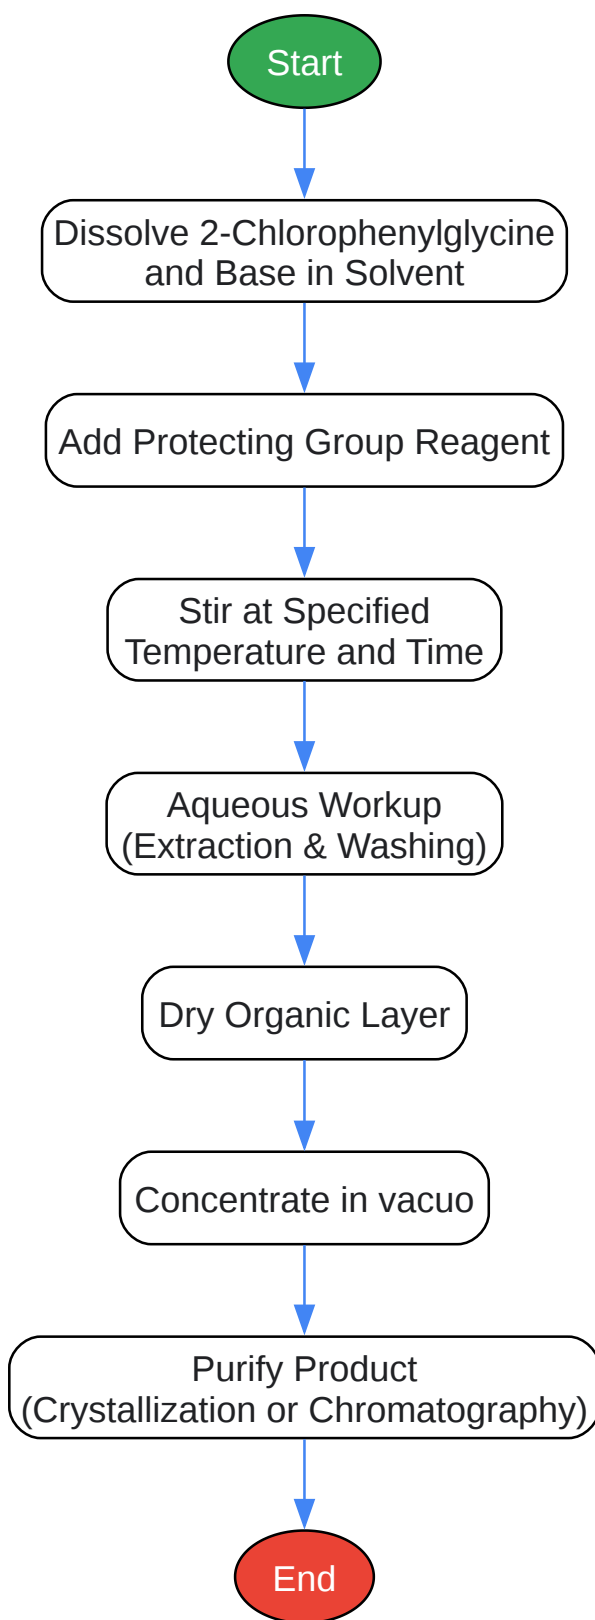 Start
Dissolve 2-Chlorophenylglycine
and Base in Solvent
Add Protecting Group Reagent
Stir at Specified
Temperature and Time
Aqueous Workup
(Extraction & Washing)
Dry Organic Layer
Concentrate in vacuo
Purify Product
(Crystallization or Chromatography)
End